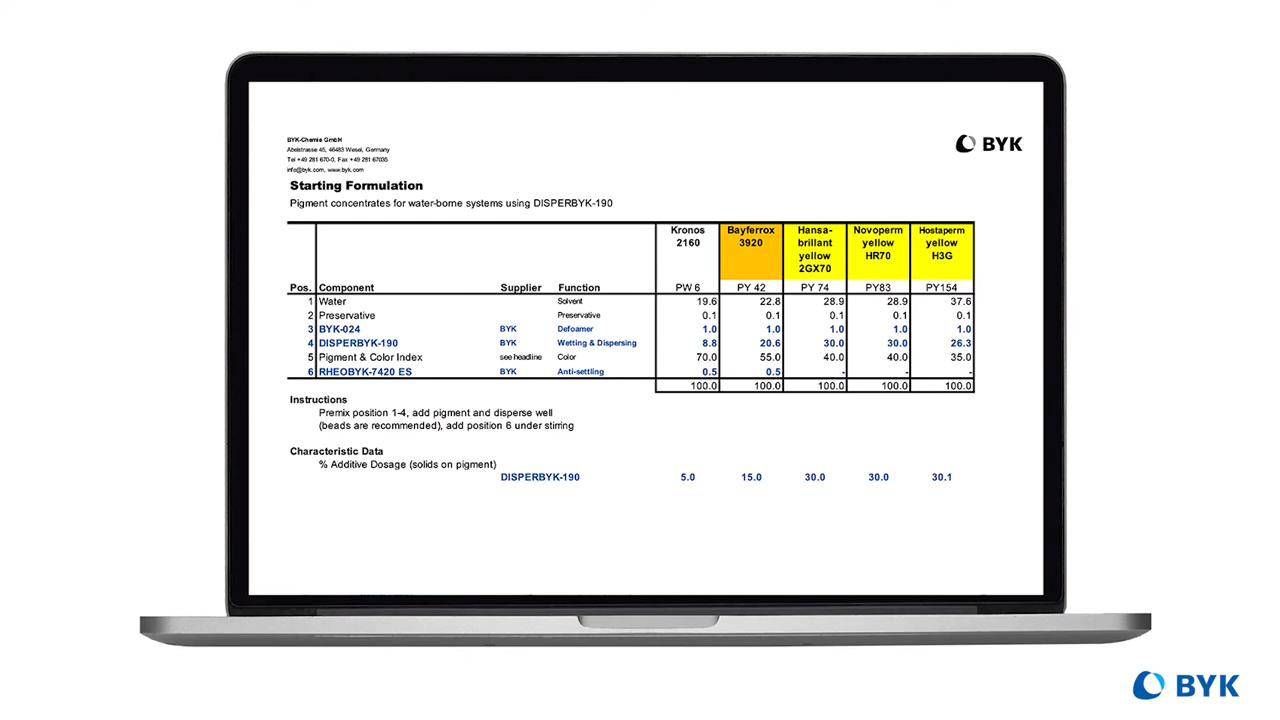 BYK-Chemie GmbH
Abelstrasse 45, 46483 Wesel, Germany
Tel +49 281 670-0, Fax +49 281 67035
info@byk.com, www.byk.com
BYK
Starting Formulation
Pigment concentrates for water-borne systems using DISPERBYK-190
Kronos 2160 Bayferrox 3920 Hansa-brillant yellow 2GX70 Novoperm yellow HR70 Hostaperm yellow H3G
Pos. Component Supplier Function PW 6 PY 42 PY 74 PY83 PY154
1 Water Solvent 19.6 22.8 28.9 28.9 37.6
2 Preservative Preservative 0.1 0.1 0.1 0.1 0.1
3 BYK-024 BYK Defoamer 1.0 1.0 1.0 1.0 1.0
4 DISPERBYK-190 BYK Wetting & Dispersing 8.8 20.6 30.0 30.0 26.3
5 Pigment & Color Index see headline Color 70.0 55.0 40.0 40.0 35.0
6 RHEOBYK-7420 ES BYK Anti-settling 0.5 0.5 - - -
100.0 100.0 100.0 100.0 100.0
Instructions
Premix position 1-4, add pigment and disperse well
(beads are recommended), add position 6 under stirring
Characteristic Data
% Additive Dosage (solids on pigment)
DISPERBYK-190 5.0 15.0 30.0 30.0 30.1
BYK